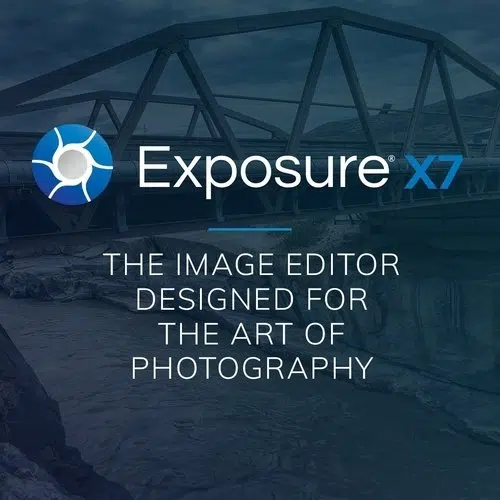 Exposure® X7
THE IMAGE EDITOR
DESIGNED FOR
THE ART OF
PHOTOGRAPHY